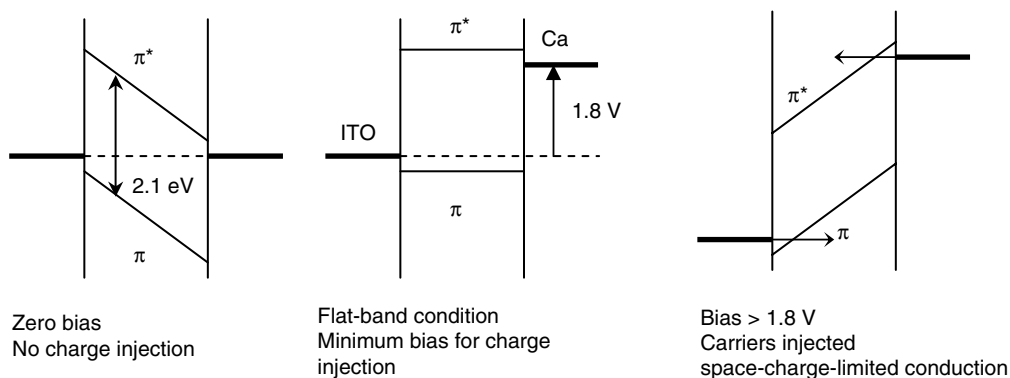 π*
2.1 eV
π
Zero bias
No charge injection
π*
Ca
1.8 V
ITO
π
Flat-band condition
Minimum bias for charge
injection
π*
π
Bias > 1.8 V
Carriers injected
space-charge-limited conduction